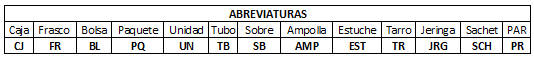 ABREVIATURAS
Caja Frasco Bolsa Paquete Unidad Tubo Sobre Ampolla Estuche Tarro Jeringa Sachet PAR
CJ FR BL PQ UN TB SB AMP EST TR JRG SCH PR